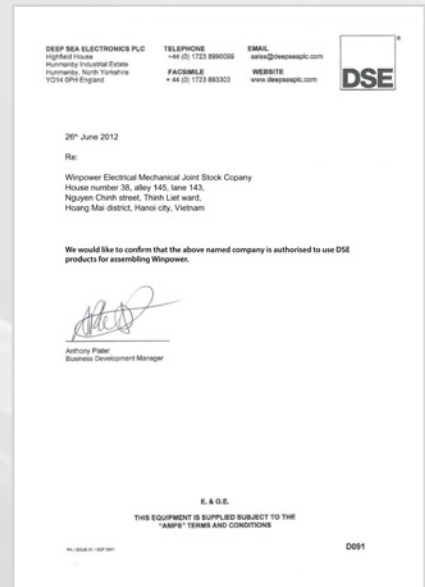 DEEP SEA ELECTRONICS PLC
Highfield House
Hunmanby Industrial Estate
Hunmanby, North Yorkshire
YO14 0PH England
TELEPHONE
+44 (0) 1723 8990099
FACSIMILE
+ 44 (0) 1723 893303
EMAIL
sales@deepseaplc.com
WEBSITE
www.deepseaplc.com
DSE
26th June 2012
Re:
Winpower Electrical Mechanical Joint Stock Copany
House number 38, alley 145, lane 143,
Nguyen Chinh street, Thinh Liet ward,
Hoang Mai district, Hanoi city, Vietnam
We would like to confirm that the above named company is authorised to use DSE
products for assembling Winpower.
Anthony Plater
Business Development Manager
E. & O.E.
THIS EQUIPMENT IS SUPPLIED SUBJECT TO THE
"AMPS" TERMS AND CONDITIONS
D091